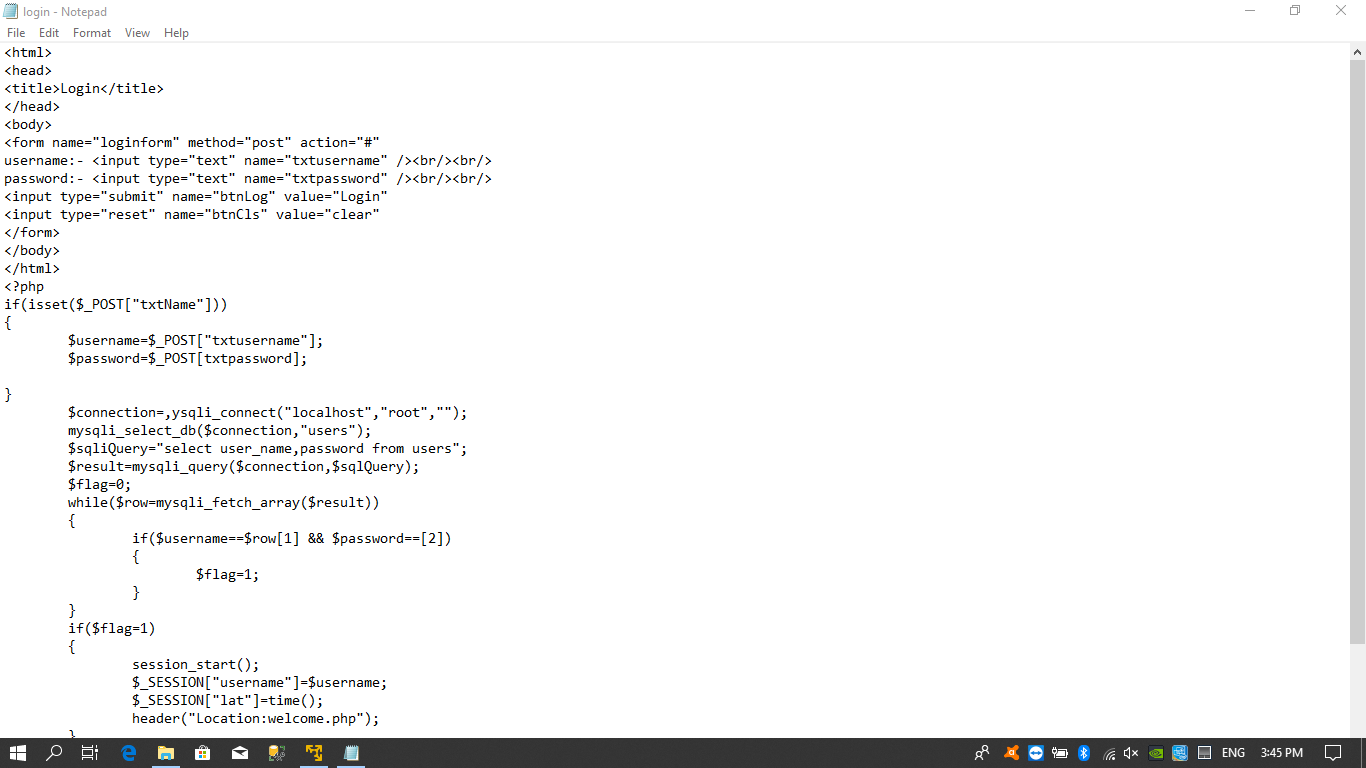 login - Notepad
File Edit Format View Help
<html>
<head>
<title>Login</title>
</head>
<body>
<form name="loginform" method="post" action="#"
username:- <input type="text" name="txtusername" /><br/><br/>
password:- <input type="text" name="txtpassword" /><br/><br/>
<input type="submit" name="btnLog" value="Login"
<input type="reset" name="btnCls" value="clear"
</form>
</body>
</html>
<?php
if(isset($_POST["txtName"]))
{
	$username=$_POST["txtusername"];
	$password=$_POST[txtpassword];

}
	$connection=,ysqli_connect("localhost","root","");
	mysqli_select_db($connection,"users");
	$sqliQuery="select user_name,password from users";
	$result=mysqli_query($connection,$sqlQuery);
	$flag=0;
	while($row=mysqli_fetch_array($result))
	{
		if($username==$row[1] && $password==[2])
		{
			$flag=1;
		}
	}
	if($flag=1)
	{
		session_start();
		$_SESSION["username"]=$username;
		$_SESSION["lat"]=time();
		header("Location:welcome.php");
	}
ENG 3:45 PM